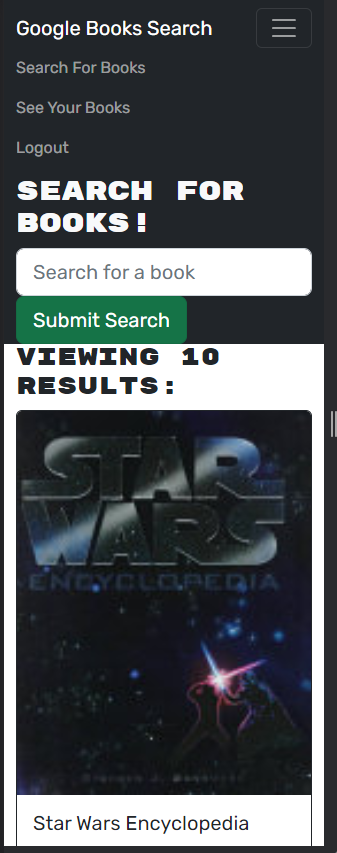 Google Books Search
Search For Books
See Your Books
Logout
SEARCH FOR
BOOKS!
Search for a book
Submit Search
VIEWING 10
RESULTS:
STAR
WARS
ENCYCLOPEDIA
Star Wars Encyclopedia